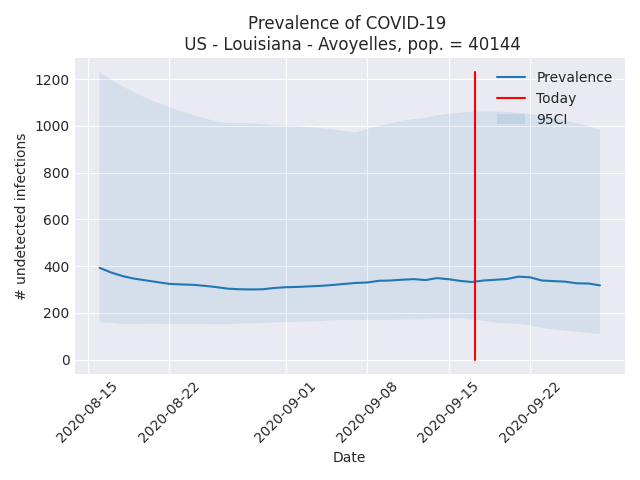 Prevalence of COVID-19
US - Louisiana - Avoyelles, pop. = 40144
Prevalence
Today
95CI
1200
1000
800
600
400
200
0
# undetected infections
2020-08-15
2020-08-22
2020-09-01
2020-09-08
2020-09-15
2020-09-22
Date